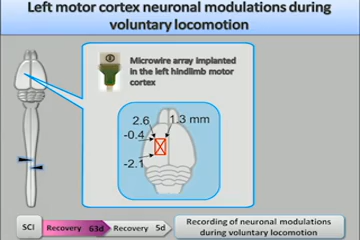 Left motor cortex neuronal modulations during
voluntary locomotion
Microwire array implanted
in the left hindlimb motor
cortex
2.6
1.3 mm
-0.4
-2.1
SCI
Recovery 63d
Recovery 5d
Recording of neuronal modulations
during voluntary locomotion